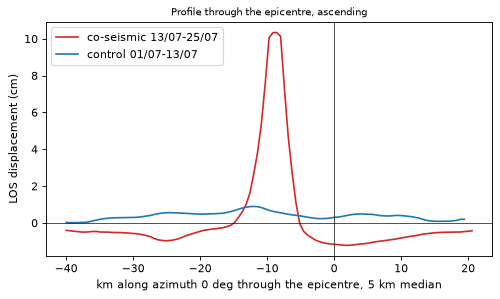 Profile through the epicentre, ascending
co-seismic 13/07-25/07
control 01/07-13/07
LOS displacement (cm)
10
8
6
4
2
0
−40
−30
−20
−10
0
10
20
km along azimuth 0 deg through the epicentre, 5 km median